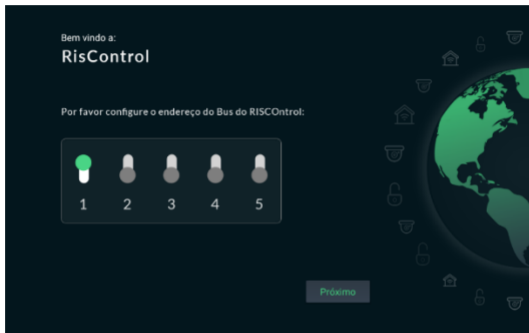 Bem vindo a:
RisControl
Por favor configure o endereço do Bus do RISCOntrol:
1 2 3 4 5
Próximo